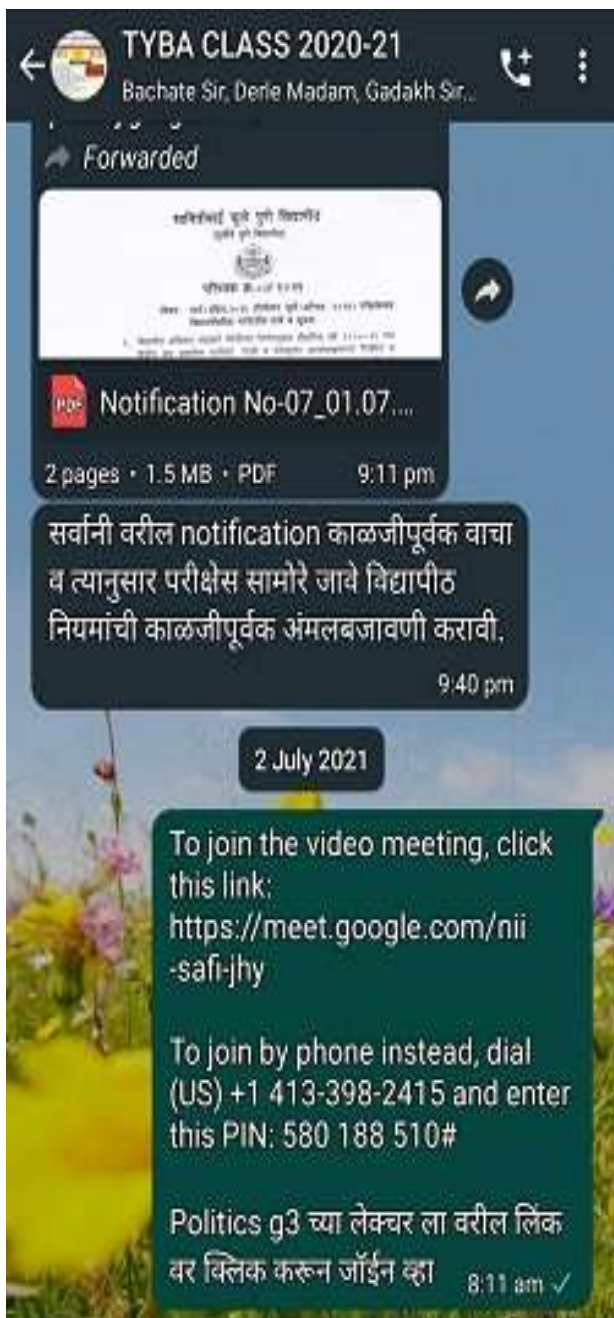 TYBA CLASS 2020-21
Bachate Sir, Derle Madam, Gadakh Sir...
Forwarded
सावित्रीबाई फुले पुणे विद्यापीठ
Notification No-07_01.07....
2 pages • 1.5 MB • PDF 9:11 pm
सर्वानी वरील notification काळजीपूर्वक वाचा
व त्यानुसार परीक्षेस सामोरे जावे विद्यापीठ
नियमांची काळजीपूर्वक अंमलबजावणी करावी.
9:40 pm
2 July 2021
To join the video meeting, click
this link:
https://meet.google.com/nii
-safi-jhy
To join by phone instead, dial
(US) +1 413-398-2415 and enter
this PIN: 580 188 510#
Politics g3 च्या लेक्चर ला वरील लिंक
वर क्लिक करून जॉईन व्हा 8:11 am